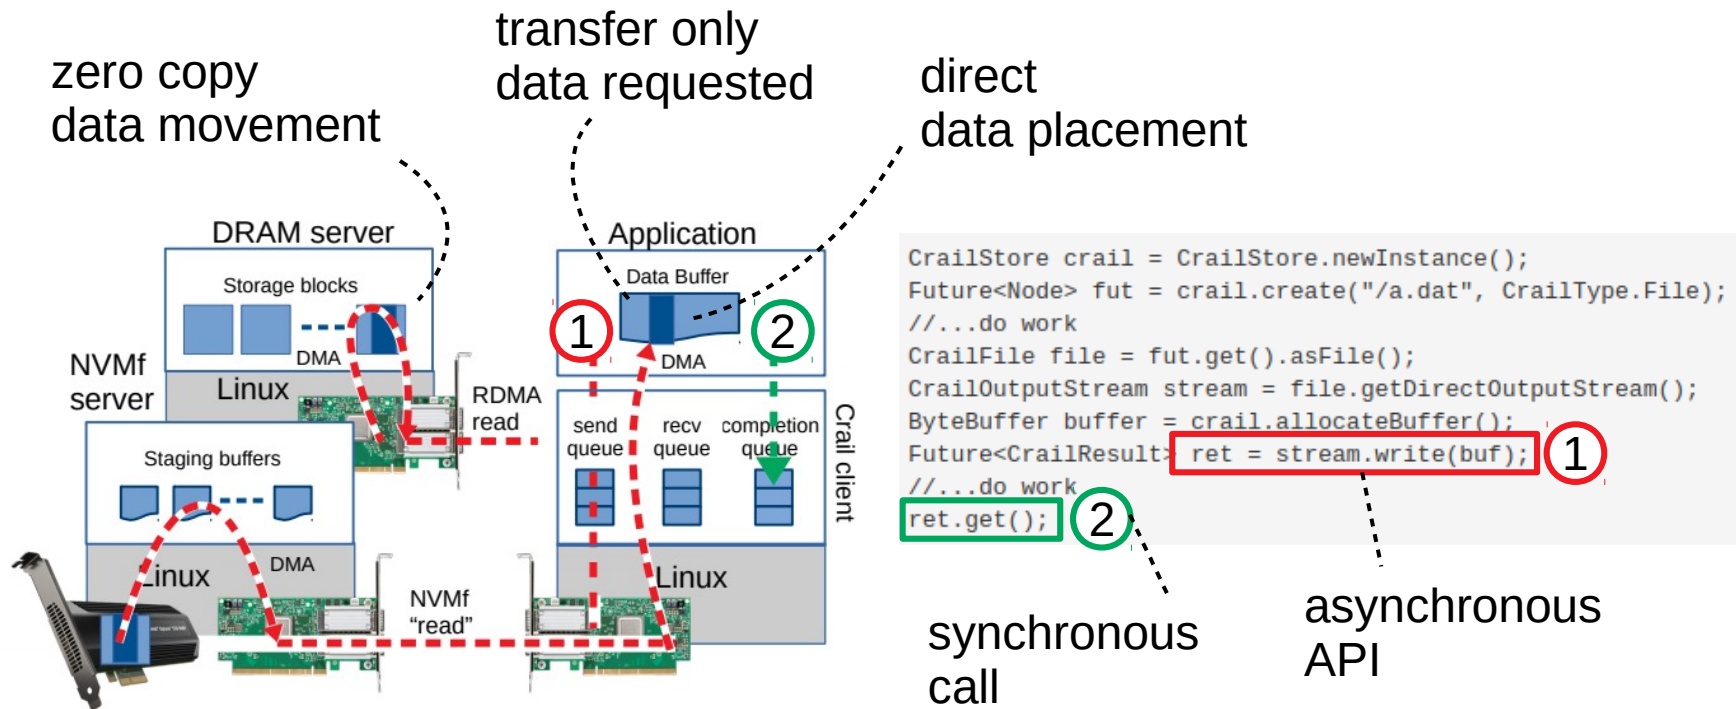 zero copy
data movement
transfer only
data requested
direct
data placement
DRAM server
Storage blocks
DMA
Linux
NVMf
server
Staging buffers
DMA
Linux
RDMA
read
NVMf
“read”
Application
Data Buffer
1
2
DMA
send
queue
recv
queue
completion
queue
Crail client
Linux
CrailStore crail = CrailStore.newInstance();
Future<Node> fut = crail.create("/a.dat", CrailType.File);
//...do work
CrailFile file = fut.get().asFile();
CrailOutputStream stream = file.getDirectOutputStream();
ByteBuffer buffer = crail.allocateBuffer();
Future<CrailResult> ret = stream.write(buf);
1
//...do work
ret.get();
2
synchronous
call
asynchronous
API